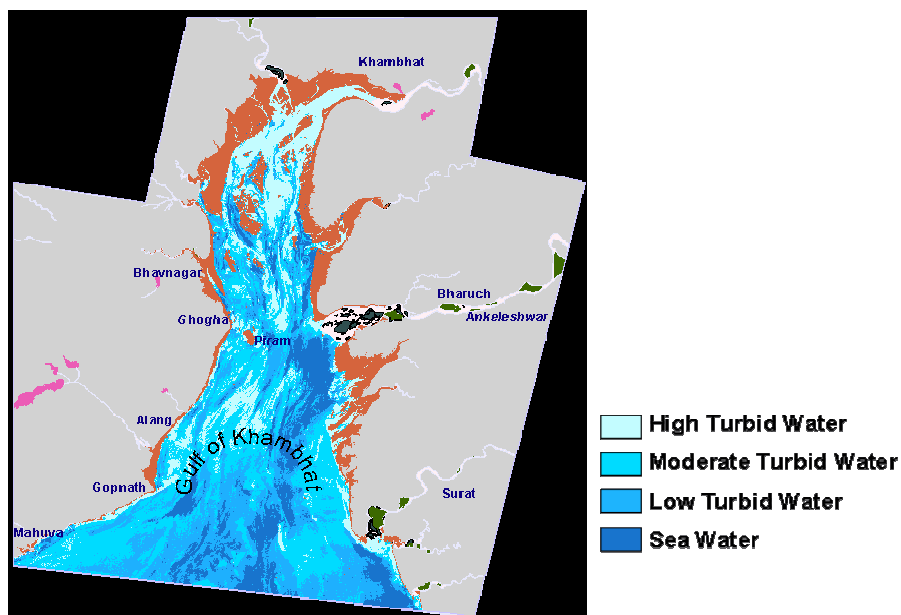 Khambhat
Bhavnagar
Bharuch
Ghogha
Ankeleshwar
Piram
Alang
Gulf of Khambhat
Gopnath
Surat
Mahuva
High Turbid Water
Moderate Turbid Water
Low Turbid Water
Sea Water